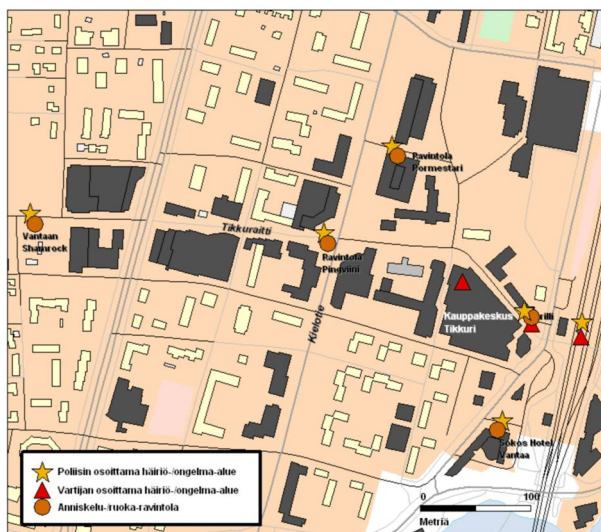 Ravintola
Pormestari
Vantaan
Shamrock
Tikkuraitti
Ravintola
Pingviini
Kielotie
Kauppakeskus
Tikkuri
Sokos Hotel
Vantaa
Poliisin osoittama häiriö-/ongelma-alue
Vartijan osoittama häiriö-/ongelma-alue
Anniskelu-/ruoka-ravintola
0 100
Metriä